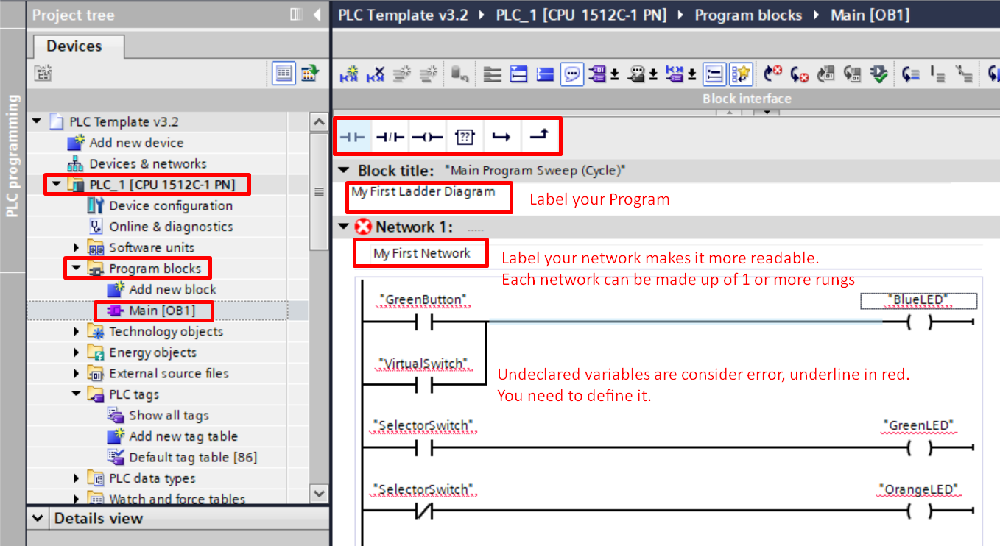 Project tree
PLC Template v3.2 PLC_1 [CPU 1512C-1 PN] Program blocks Main [OB1]
Devices
PLC programming
Block interface
PLC Template v3.2
Add new device
Devices & networks
PLC_1 [CPU 1512C-1 PN]
Device configuration
Online & diagnostics
Software units
Program blocks
Add new block
Main [OB1]
Technology objects
Energy objects
External source files
PLC tags
Show all tags
Add new tag table
Default tag table [86]
PLC data types
Watch and force tables
Details view
??
Block title: "Main Program Sweep (Cycle)"
My First Ladder Diagram
Label your Program
Network 1: .....
My First Network
Label your network makes it more readable.
Each network can be made up of 1 or more rungs
"GreenButton"
"BlueLED"
"VirtualSwitch"
Undeclared variables are consider error, underline in red.
You need to define it.
"SelectorSwitch"
"GreenLED"
"SelectorSwitch"
"OrangeLED"